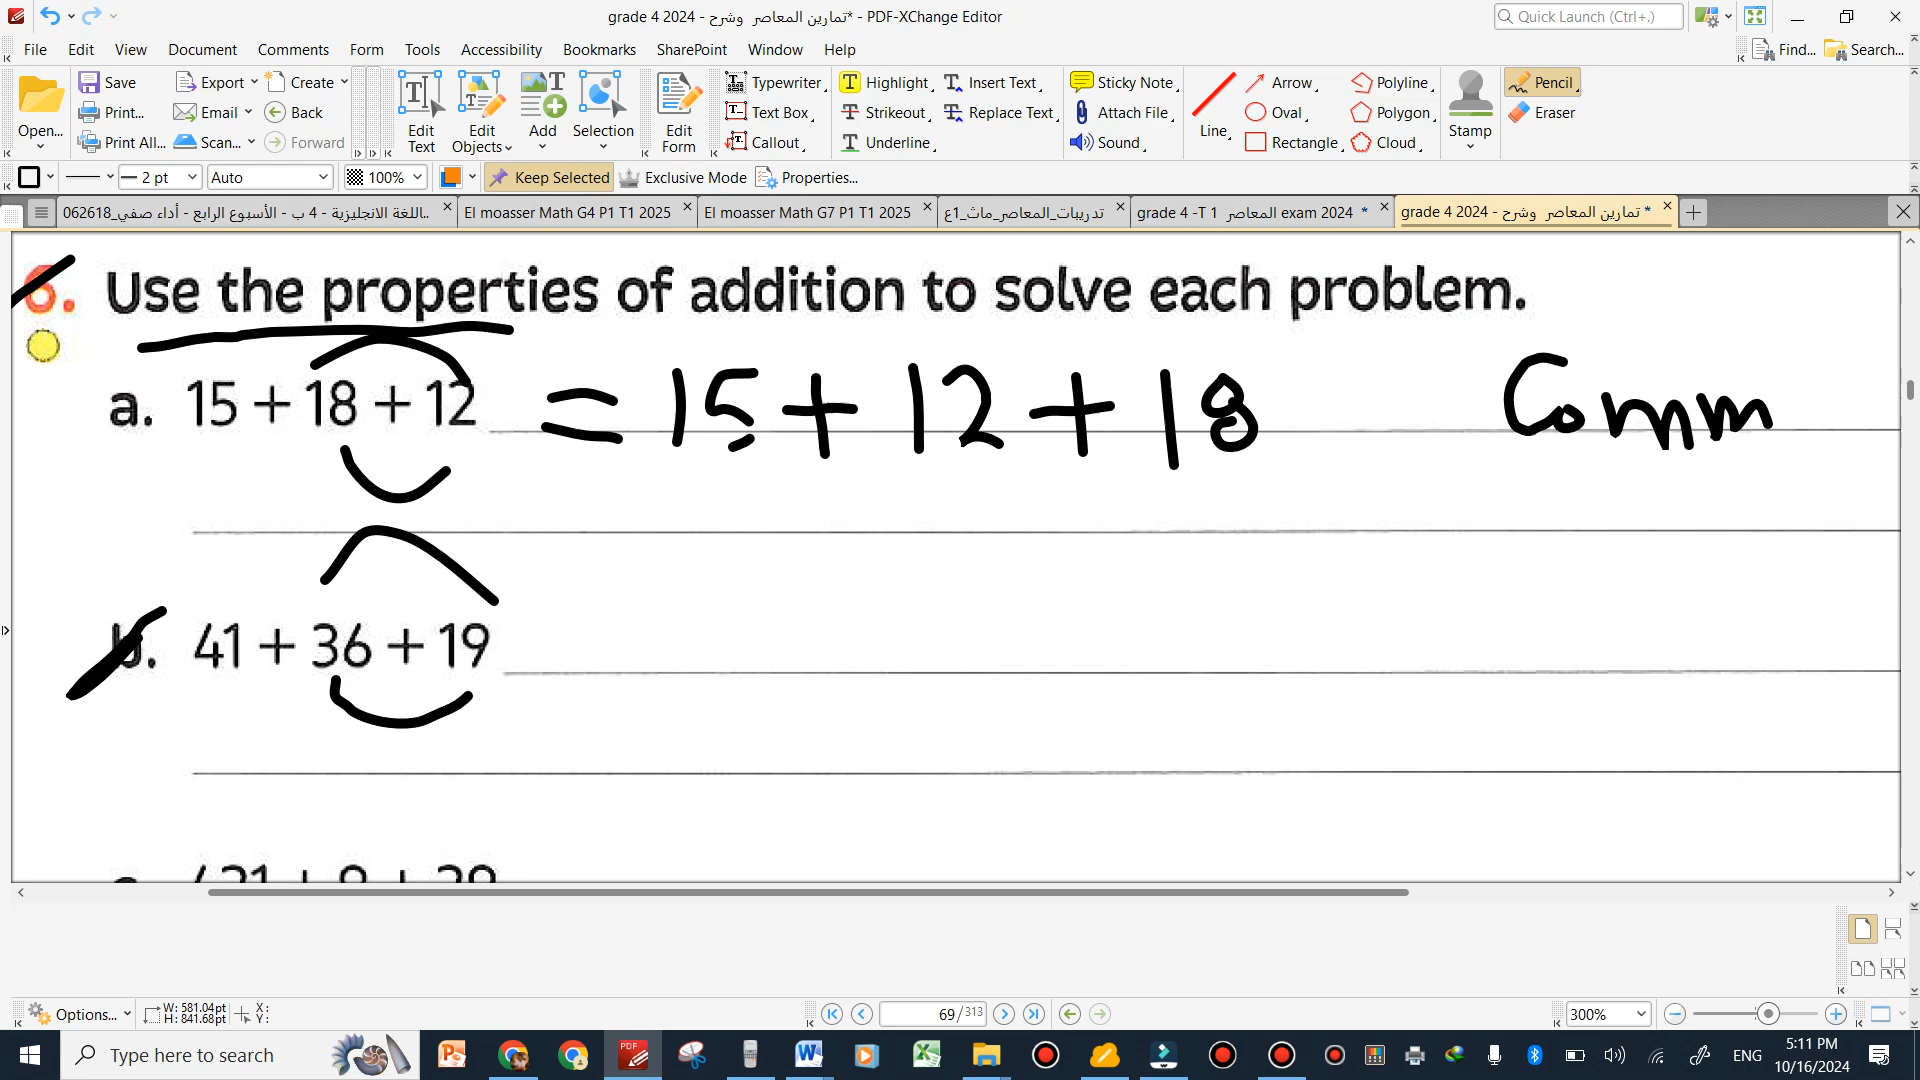 grade 4 2024 - تمارين المعاصر وشرح* - PDF-XChange Editor
Quick Launch (Ctrl+.)
File Edit View Document Comments Form Tools Accessibility Bookmarks SharePoint Window Help
Find... Search...
Open... Save Print... Print All... Export Email Scan... Create Back Forward
Edit Text Edit Objects Add Selection Edit Form
Typewriter Text Box Callout Highlight Strikeout Underline Insert Text Replace Text
Sticky Note Attach File Sound Line Arrow Oval Rectangle Polyline Polygon Cloud Stamp Pencil Eraser
2 pt Auto 100% Keep Selected Exclusive Mode Properties...
اللغة الانجليزية - 4 ب - الأسبوع الرابع - أداء صفي_062618..
El moasser Math G4 P1 T1 2025
El moasser Math G7 P1 T1 2025
تدريبات_المعاصر_ماث_1ع
grade 4 -T 1 المعاصر exam 2024 *
grade 4 2024 - تمارين المعاصر وشرح *
6. Use the properties of addition to solve each problem.
a. 15 + 18 + 12 = 15 + 12 + 18 Comm
b. 41 + 36 + 19
Options... W: 581.04pt H: 841.68pt X: Y:
69 / 313
300%
Type here to search
ENG
5:11 PM
10/16/2024